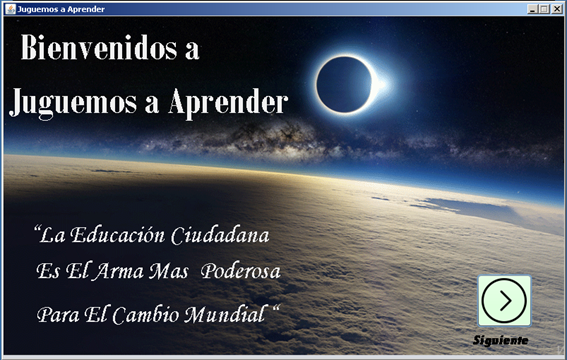 Juguemos a Aprender
Bienvenidos a
Juguemos a Aprender
“La Educación Ciudadana
Es El Arma Mas Poderosa
Para El Cambio Mundial “
Siguiente